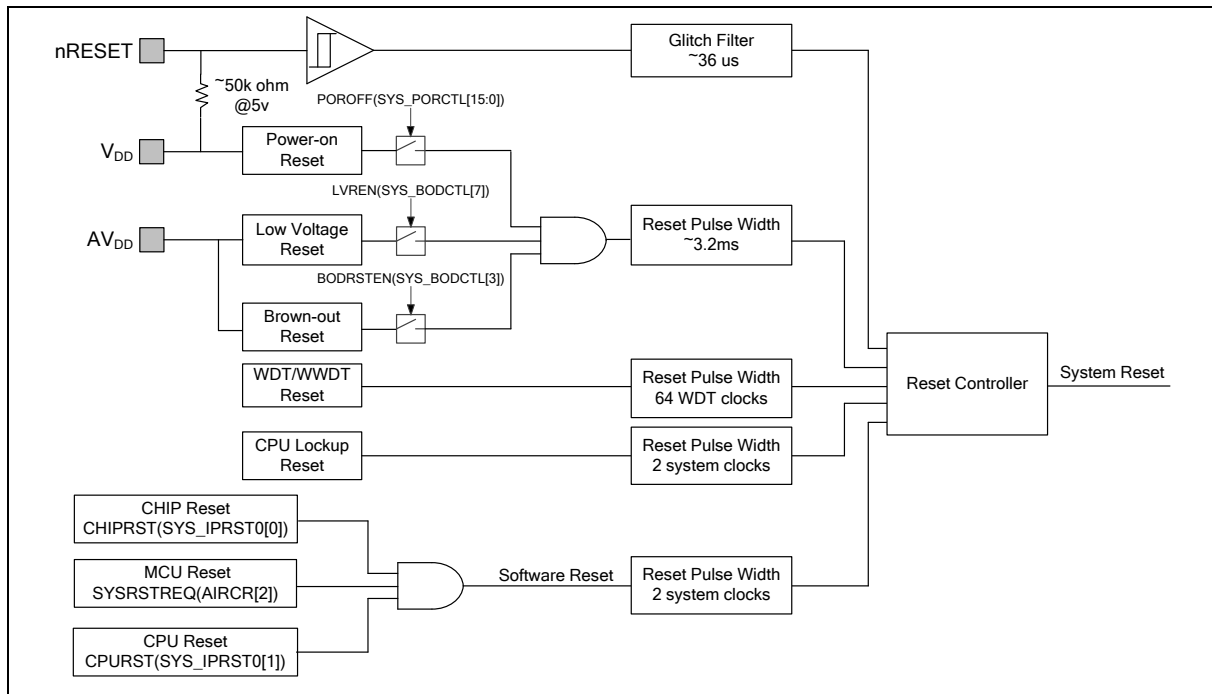 nRESET
~50k ohm
@5v
Glitch Filter
~36 us
POROFF(SYS_PORCTL[15:0])
VDD
Power-on
Reset
LVREN(SYS_BODCTL[7])
AVDD
Low Voltage
Reset
Reset Pulse Width
~3.2ms
BODRSTEN(SYS_BODCTL[3])
Brown-out
Reset
WDT/WWDT
Reset
Reset Pulse Width
64 WDT clocks
Reset Controller
System Reset
CPU Lockup
Reset
Reset Pulse Width
2 system clocks
CHIP Reset
CHIPRST(SYS_IPRST0[0])
MCU Reset
SYSRSTREQ(AIRCR[2])
Software Reset
Reset Pulse Width
2 system clocks
CPU Reset
CPURST(SYS_IPRST0[1])